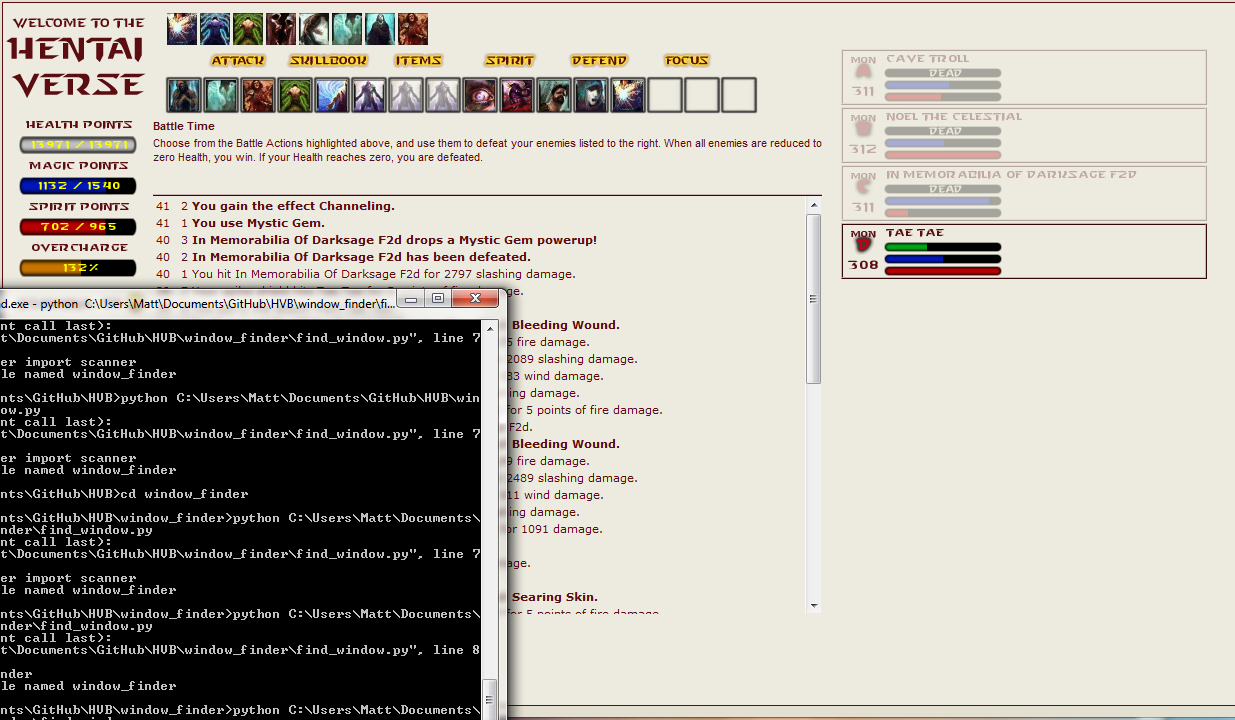 WELCOME TO THE
HENTAI
VERSE
ATTACK SKILLBOOK ITEMS SPIRIT DEFEND FOCUS
HEALTH POINTS
13971 / 13971
MAGIC POINTS
1132 / 1540
SPIRIT POINTS
702 / 965
OVERCHARGE
132%
Battle Time
Choose from the Battle Actions highlighted above, and use them to defeat your enemies listed to the right. When all enemies are reduced to
zero Health, you win. If your Health reaches zero, you are defeated.
41 2 You gain the effect Channeling.
41 1 You use Mystic Gem.
40 3 In Memorabilia Of Darksage F2d drops a Mystic Gem powerup!
40 2 In Memorabilia Of Darksage F2d has been defeated.
40 1 You hit In Memorabilia Of Darksage F2d for 2797 slashing damage.
ge.
Bleeding Wound.
5 fire damage.
2089 slashing damage.
83 wind damage.
ing damage.
for 5 points of fire damage.
F2d.
Bleeding Wound.
9 fire damage.
2489 slashing damage.
11 wind damage.
ing damage.
or 1091 damage.
age.
Searing Skin.
for 5 points of fire damage
MON
311
CAVE TROLL
DEAD
MON
312
NOEL THE CELESTIAL
DEAD
MON
311
IN MEMORABILIA OF DARKSAGE F2D
DEAD
MON
308
TAE TAE
d.exe - python C:\Users\Matt\Documents\GitHub\HVB\window_finder\fi...
nt call last):
t\Documents\GitHub\HVB\window_finder\find_window.py", line 7
er import scanner
le named window_finder
nts\GitHub\HVB>python C:\Users\Matt\Documents\GitHub\HVB\win
ow.py
nt call last):
t\Documents\GitHub\HVB\window_finder\find_window.py", line 7
er import scanner
le named window_finder
nts\GitHub\HVB>cd window_finder
nts\GitHub\HVB\window_finder>python C:\Users\Matt\Documents\
nder\find_window.py
nt call last):
t\Documents\GitHub\HVB\window_finder\find_window.py", line 7
er import scanner
le named window_finder
nts\GitHub\HVB\window_finder>python C:\Users\Matt\Documents\
nder\find_window.py
nt call last):
t\Documents\GitHub\HVB\window_finder\find_window.py", line 8
nder
le named window_finder
nts\GitHub\HVB\window_finder>python C:\Users\Matt\Documents\